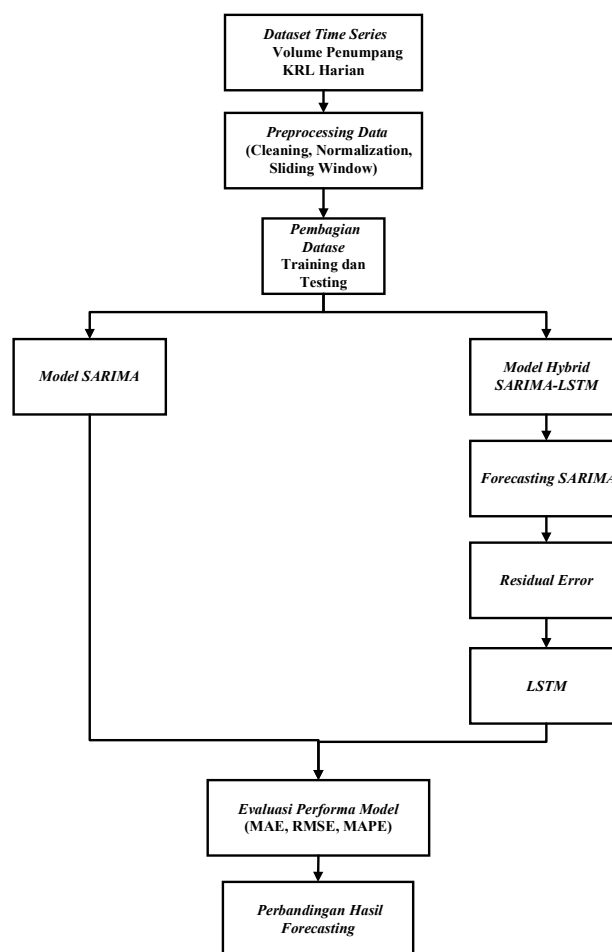 Dataset Time Series
Volume Penumpang
KRL Harian
Preprocessing Data
(Cleaning, Normalization,
Sliding Window)
Pembagian
Datase
Training dan
Testing
Model SARIMA
Model Hybrid
SARIMA-LSTM
Forecasting SARIMA
Residual Error
LSTM
Evaluasi Performa Model
(MAE, RMSE, MAPE)
Perbandingan Hasil
Forecasting